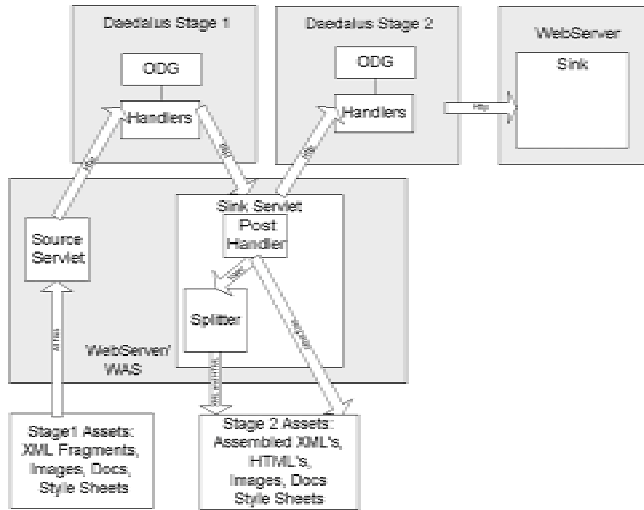 Daedalus Stage 1
ODG
Handlers
Daedalus Stage 2
ODG
Handlers
WebServer
Sink
http
Source
Servlet
Sink Servlet
Post
Handler
Splitter
WebServer/
WAS
Stage1 Assets:
XML Fragments,
Images, Docs,
Style Sheets
Stage 2 Assets:
Assembled XML's,
HTML's,
Images, Docs
Style Sheets